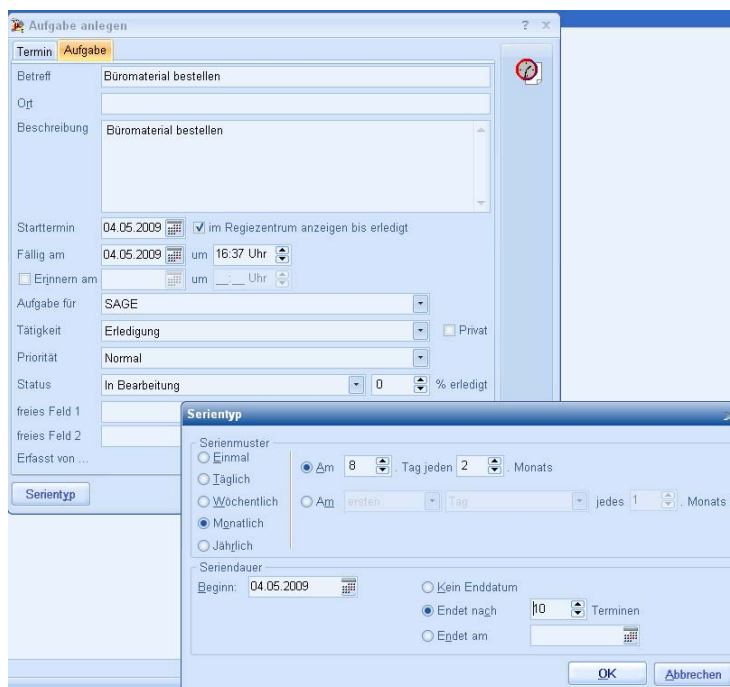 Aufgabe anlegen ? x
Termin Aufgabe
Betreff Büromaterial bestellen
Ort
Beschreibung Büromaterial bestellen
Starttermin 04.05.2009 im Regiezentrum anzeigen bis erledigt
Fällig am 04.05.2009 um 16:37 Uhr
Erinnern am um __:__ Uhr
Aufgabe für SAGE
Tätigkeit Erledigung Privat
Priorität Normal
Status In Bearbeitung 0 % erledigt
freies Feld 1
freies Feld 2
Erfasst von ...
Serientyp
Serientyp
Serienmuster
Einmal
Täglich
Wöchentlich
Monatlich
Jährlich
Am 8 . Tag jeden 2 . Monats
Am ersten Tag jedes 1 . Monats
Seriendauer
Beginn: 04.05.2009
Kein Enddatum
Endet nach 10 Terminen
Endet am
OK Abbrechen